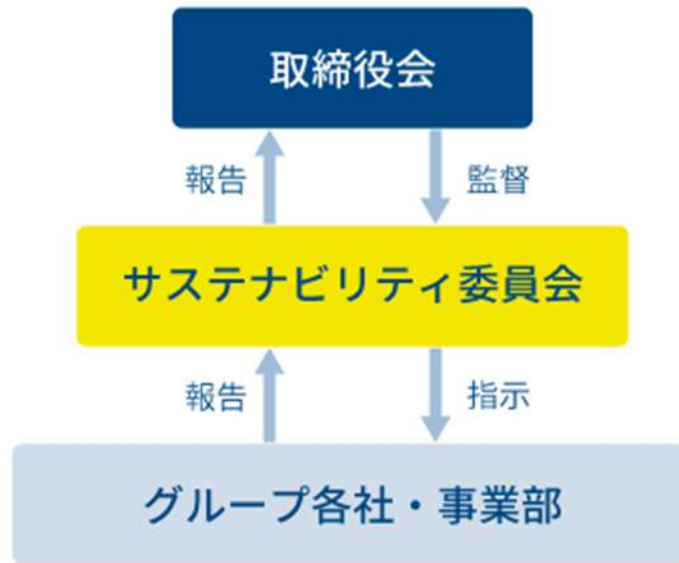 取締役会
報告
監督
サステナビリティ委員会
報告
指示
グループ各社・事業部